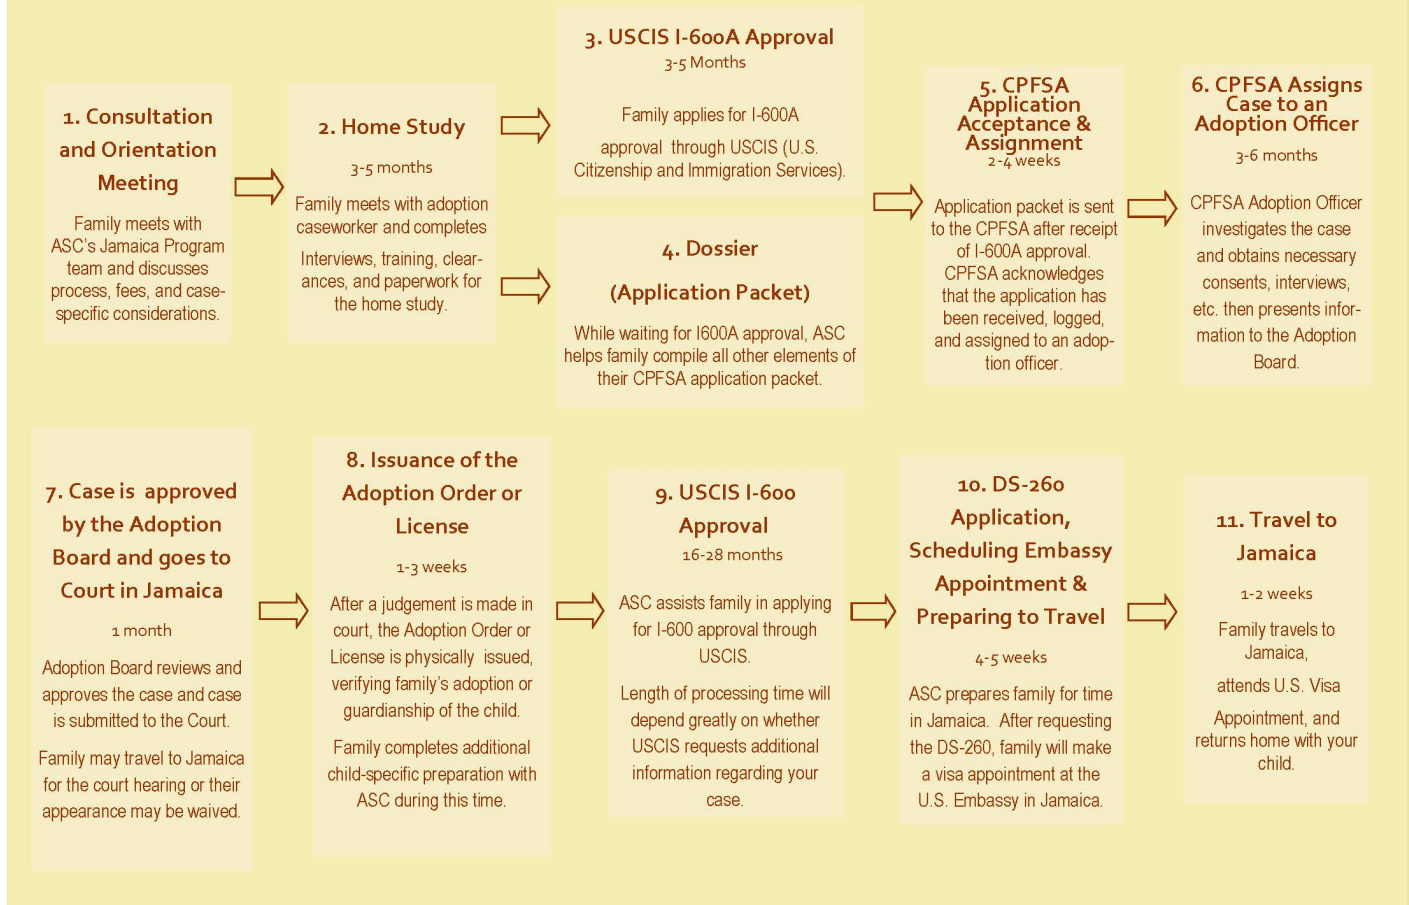 1. Consultation
and Orientation
Meeting
Family meets with
ASC's Jamaica Program
team and discusses
process, fees, and case-
specific considerations.
2. Home Study
3-5 months
Family meets with adoption
caseworker and completes
Interviews, training, clear-
ances, and paperwork for
the home study.
3. USCIS I-600A Approval
3-5 Months
Family applies for I-600A
approval through USCIS (U.S.
Citizenship and Immigration Services).
4. Dossier
(Application Packet)
While waiting for I600A approval, ASC
helps family compile all other elements of
their CPFSA application packet.
5. CPFSA
Application
Acceptance &
Assignment
2-4 weeks
Application packet is sent
to the CPFSA after receipt
of I-600A approval.
CPFSA acknowledges
that the application has
been received, logged,
and assigned to an adop-
tion officer.
6. CPFSA Assigns
Case to an
Adoption Officer
3-6 months
CPFSA Adoption Officer
investigates the case
and obtains necessary
consents, interviews,
etc. then presents infor-
mation to the Adoption
Board.
7. Case is approved
by the Adoption
Board and goes to
Court in Jamaica
1 month
Adoption Board reviews and
approves the case and case
is submitted to the Court.
Family may travel to Jamaica
for the court hearing or their
appearance may be waived.
8. Issuance of the
Adoption Order or
License
1-3 weeks
After a judgement is made in
court, the Adoption Order or
License is physically issued,
verifying family's adoption or
guardianship of the child.
Family completes additional
child-specific preparation with
ASC during this time.
9. USCIS I-600
Approval
16-28 months
ASC assists family in applying
for I-600 approval through
USCIS.
Length of processing time will
depend greatly on whether
USCIS requests additional
information regarding your
case.
10. DS-260
Application,
Scheduling Embassy
Appointment &
Preparing to Travel
4-5 weeks
ASC prepares family for time
in Jamaica. After requesting
the DS-260, family will make
a visa appointment at the
U.S. Embassy in Jamaica.
11. Travel to
Jamaica
1-2 weeks
Family travels to
Jamaica,
attends U.S. Visa
Appointment, and
returns home with your
child.